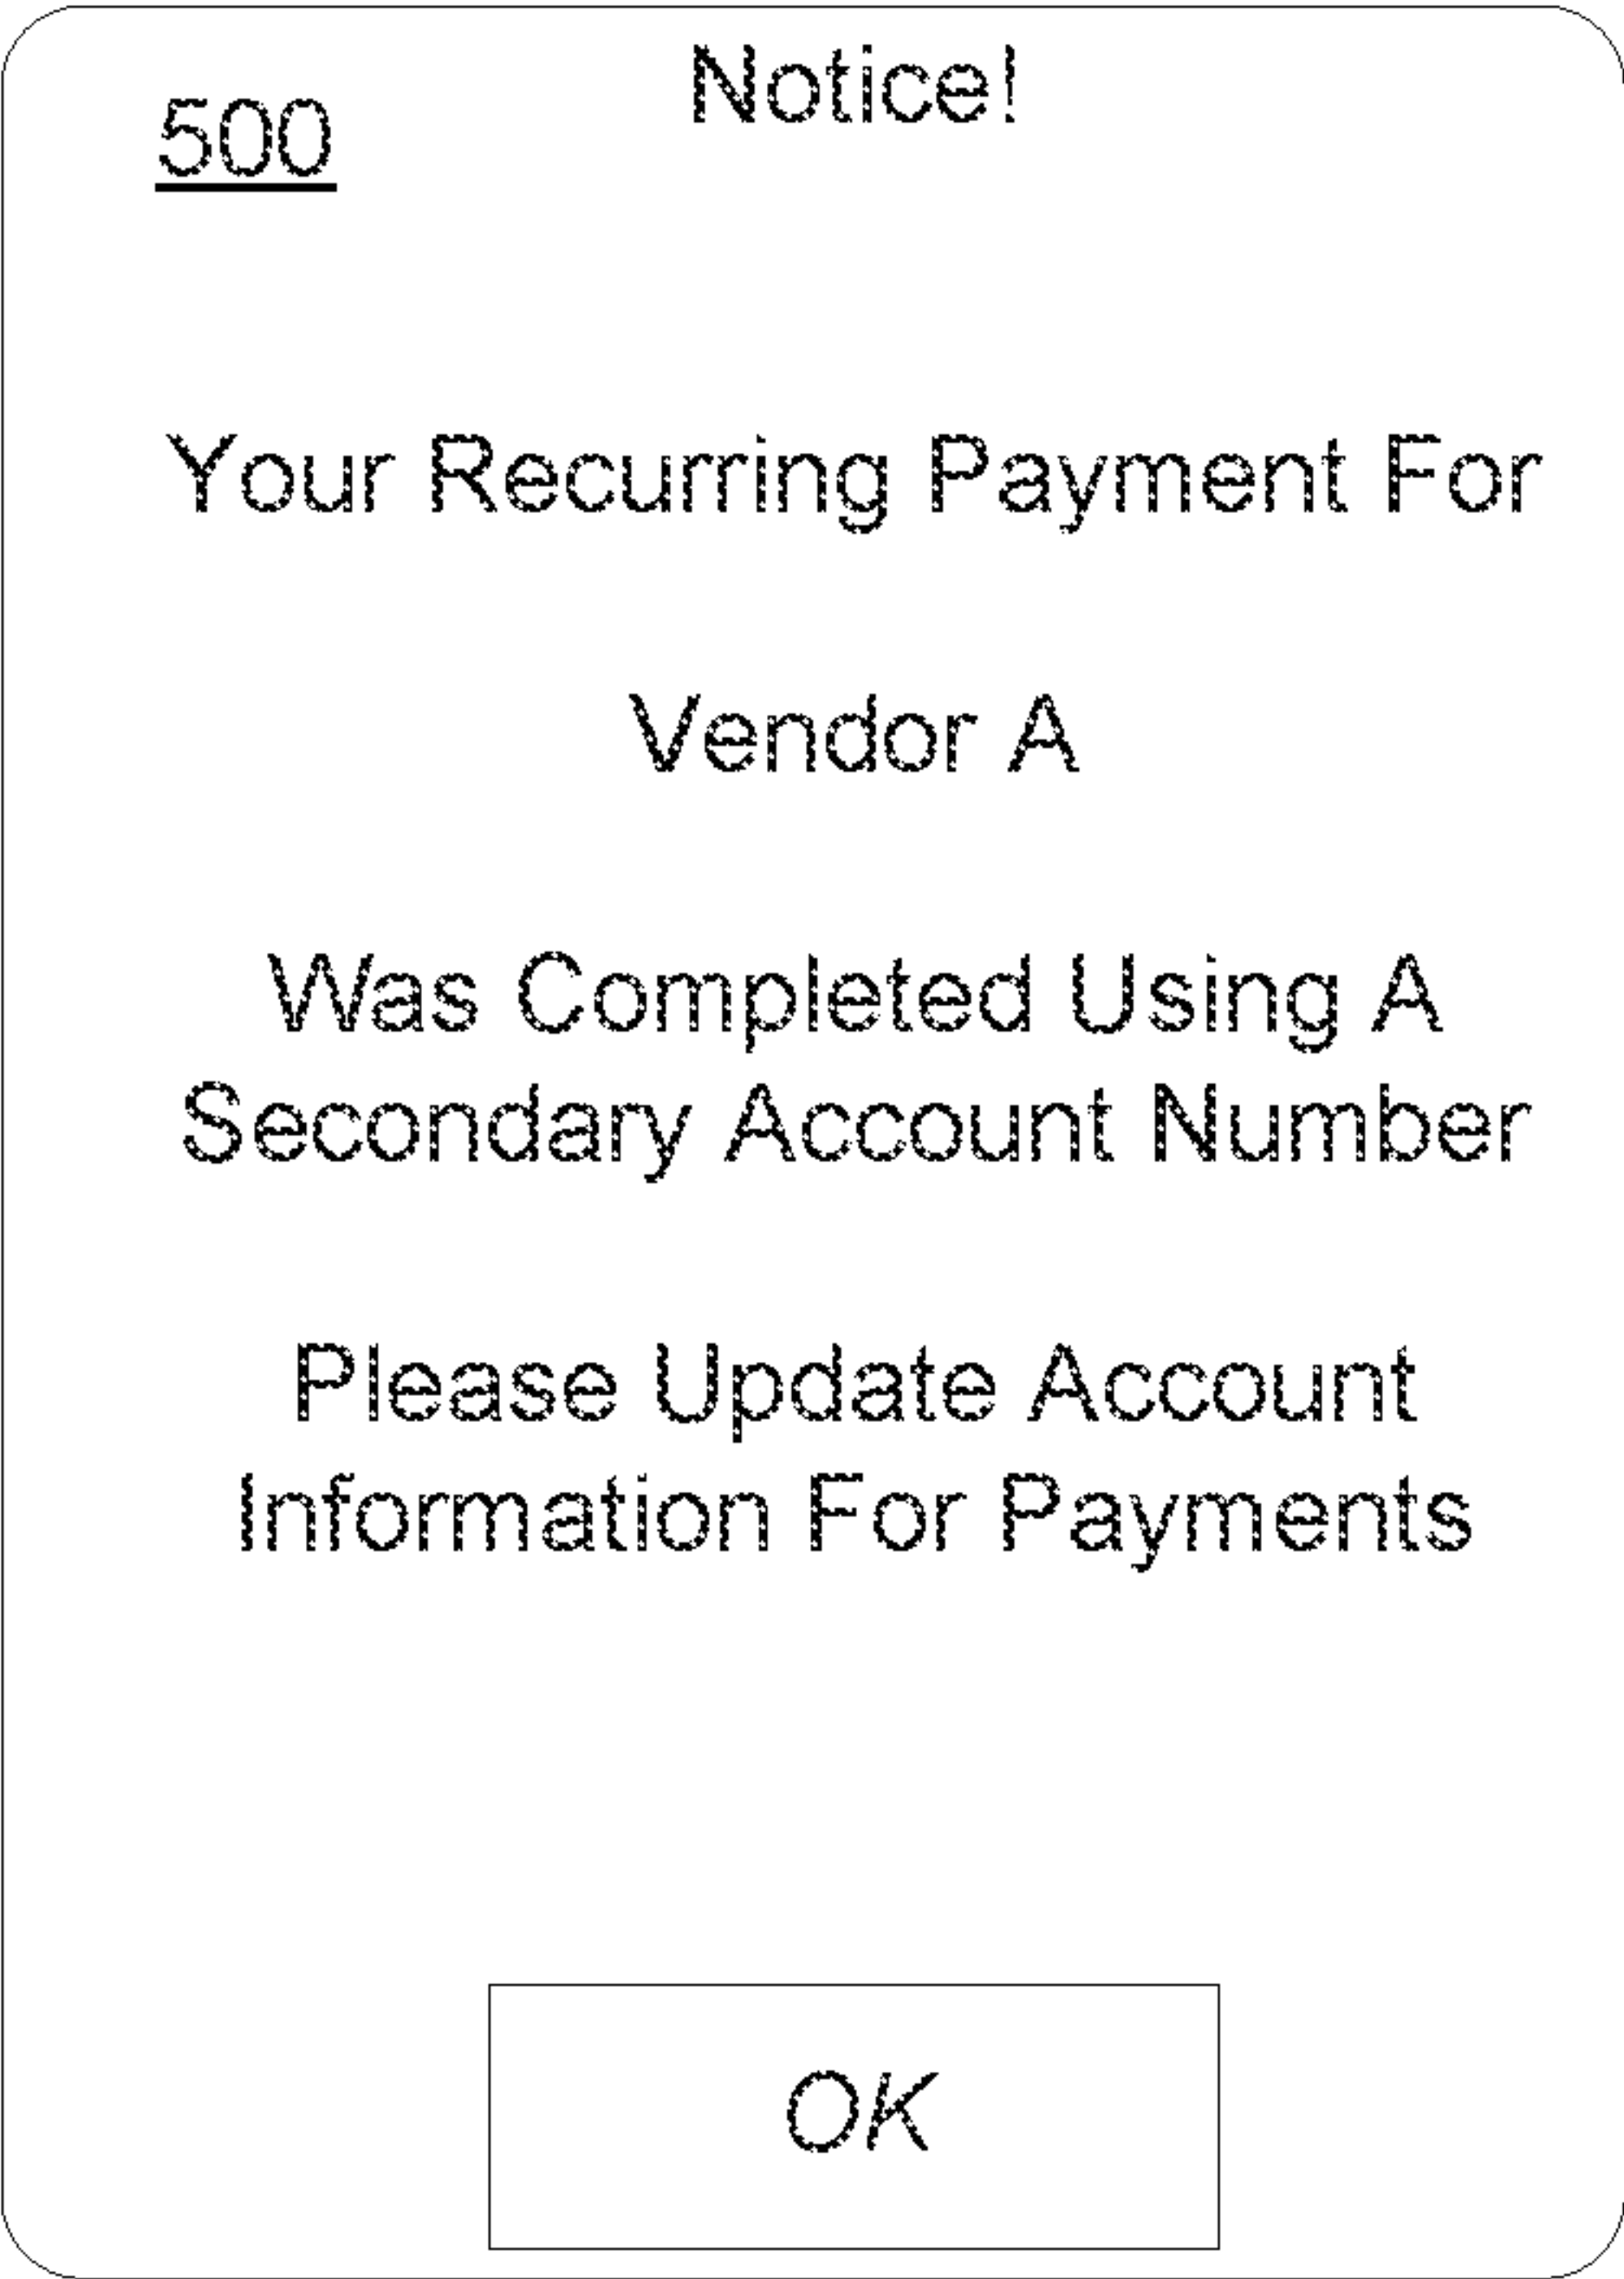 Notice!
500
Your Recurring Payment For
Vendor A
Was Completed Using A
Secondary Account Number
Please Update Account
Information For Payments
OK